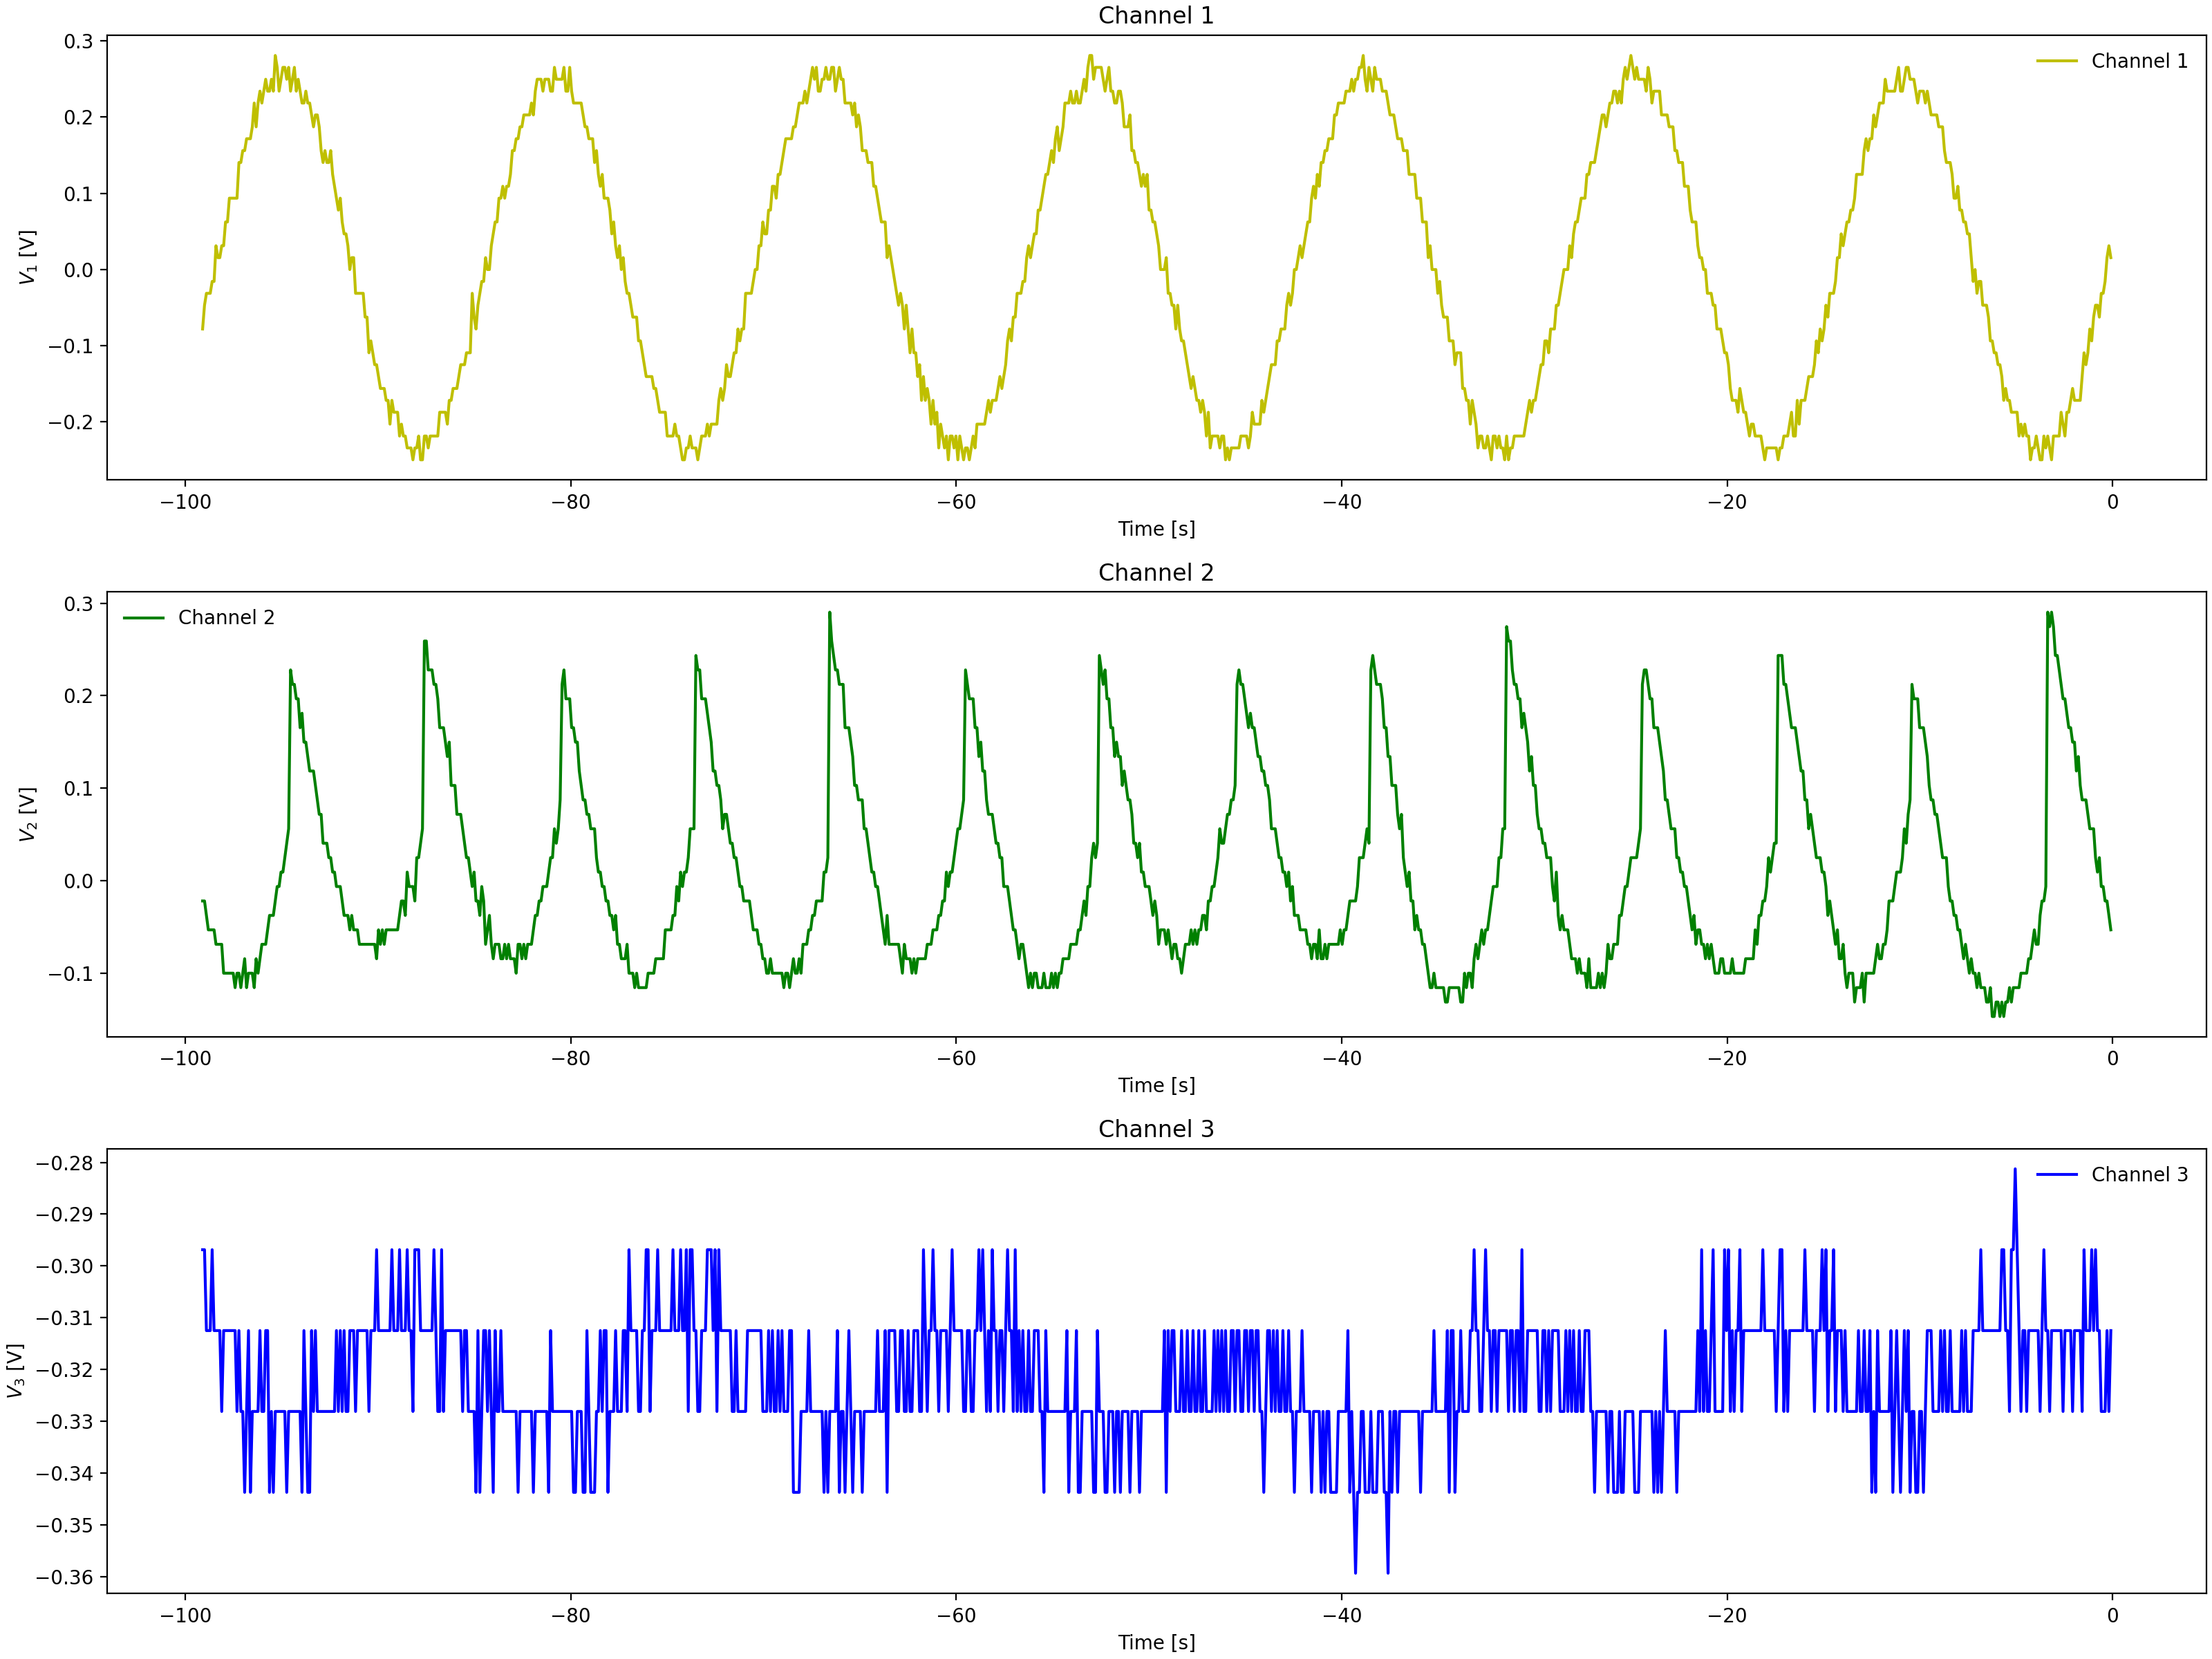 Channel 1
0.3
0.2
0.1
0.0
−0.1
−0.2
V1 [V]
Channel 1
−100 −80 −60 −40 −20 0
Time [s]
Channel 2
0.3
0.2
0.1
0.0
−0.1
V2 [V]
Channel 2
−100 −80 −60 −40 −20 0
Time [s]
Channel 3
−0.28
−0.29
−0.30
−0.31
−0.32
−0.33
−0.34
−0.35
−0.36
V3 [V]
Channel 3
−100 −80 −60 −40 −20 0
Time [s]